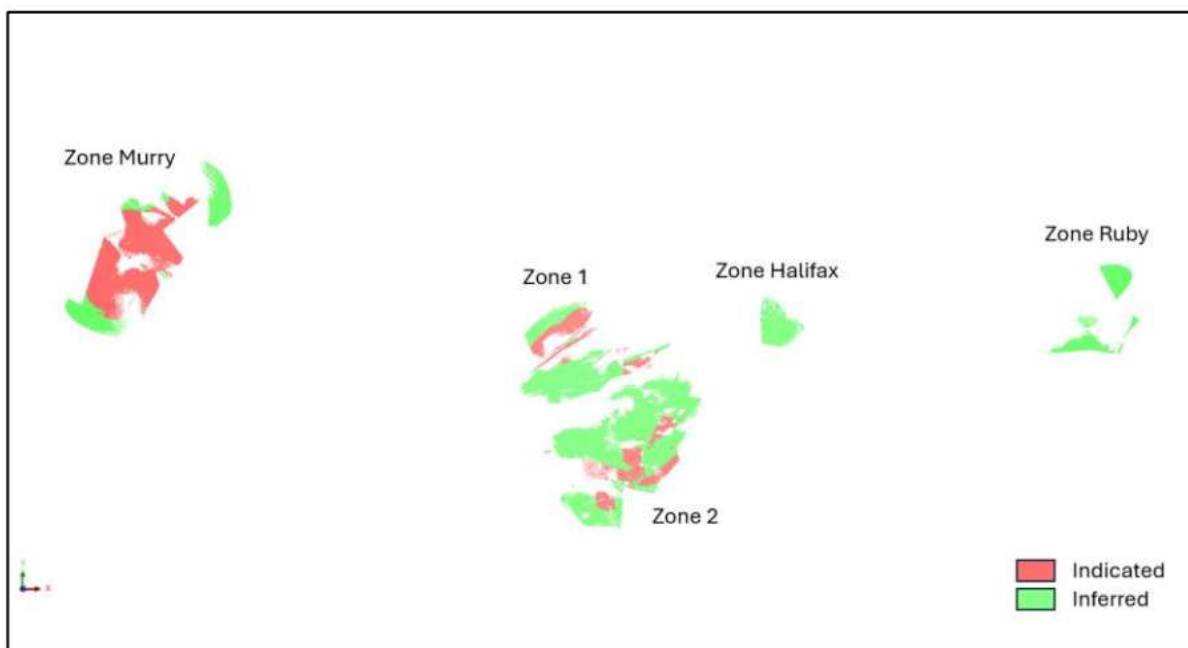 Zone Murry
Zone Ruby
Zone 1
Zone Halifax
Zone 2
Y
X
Indicated
Inferred